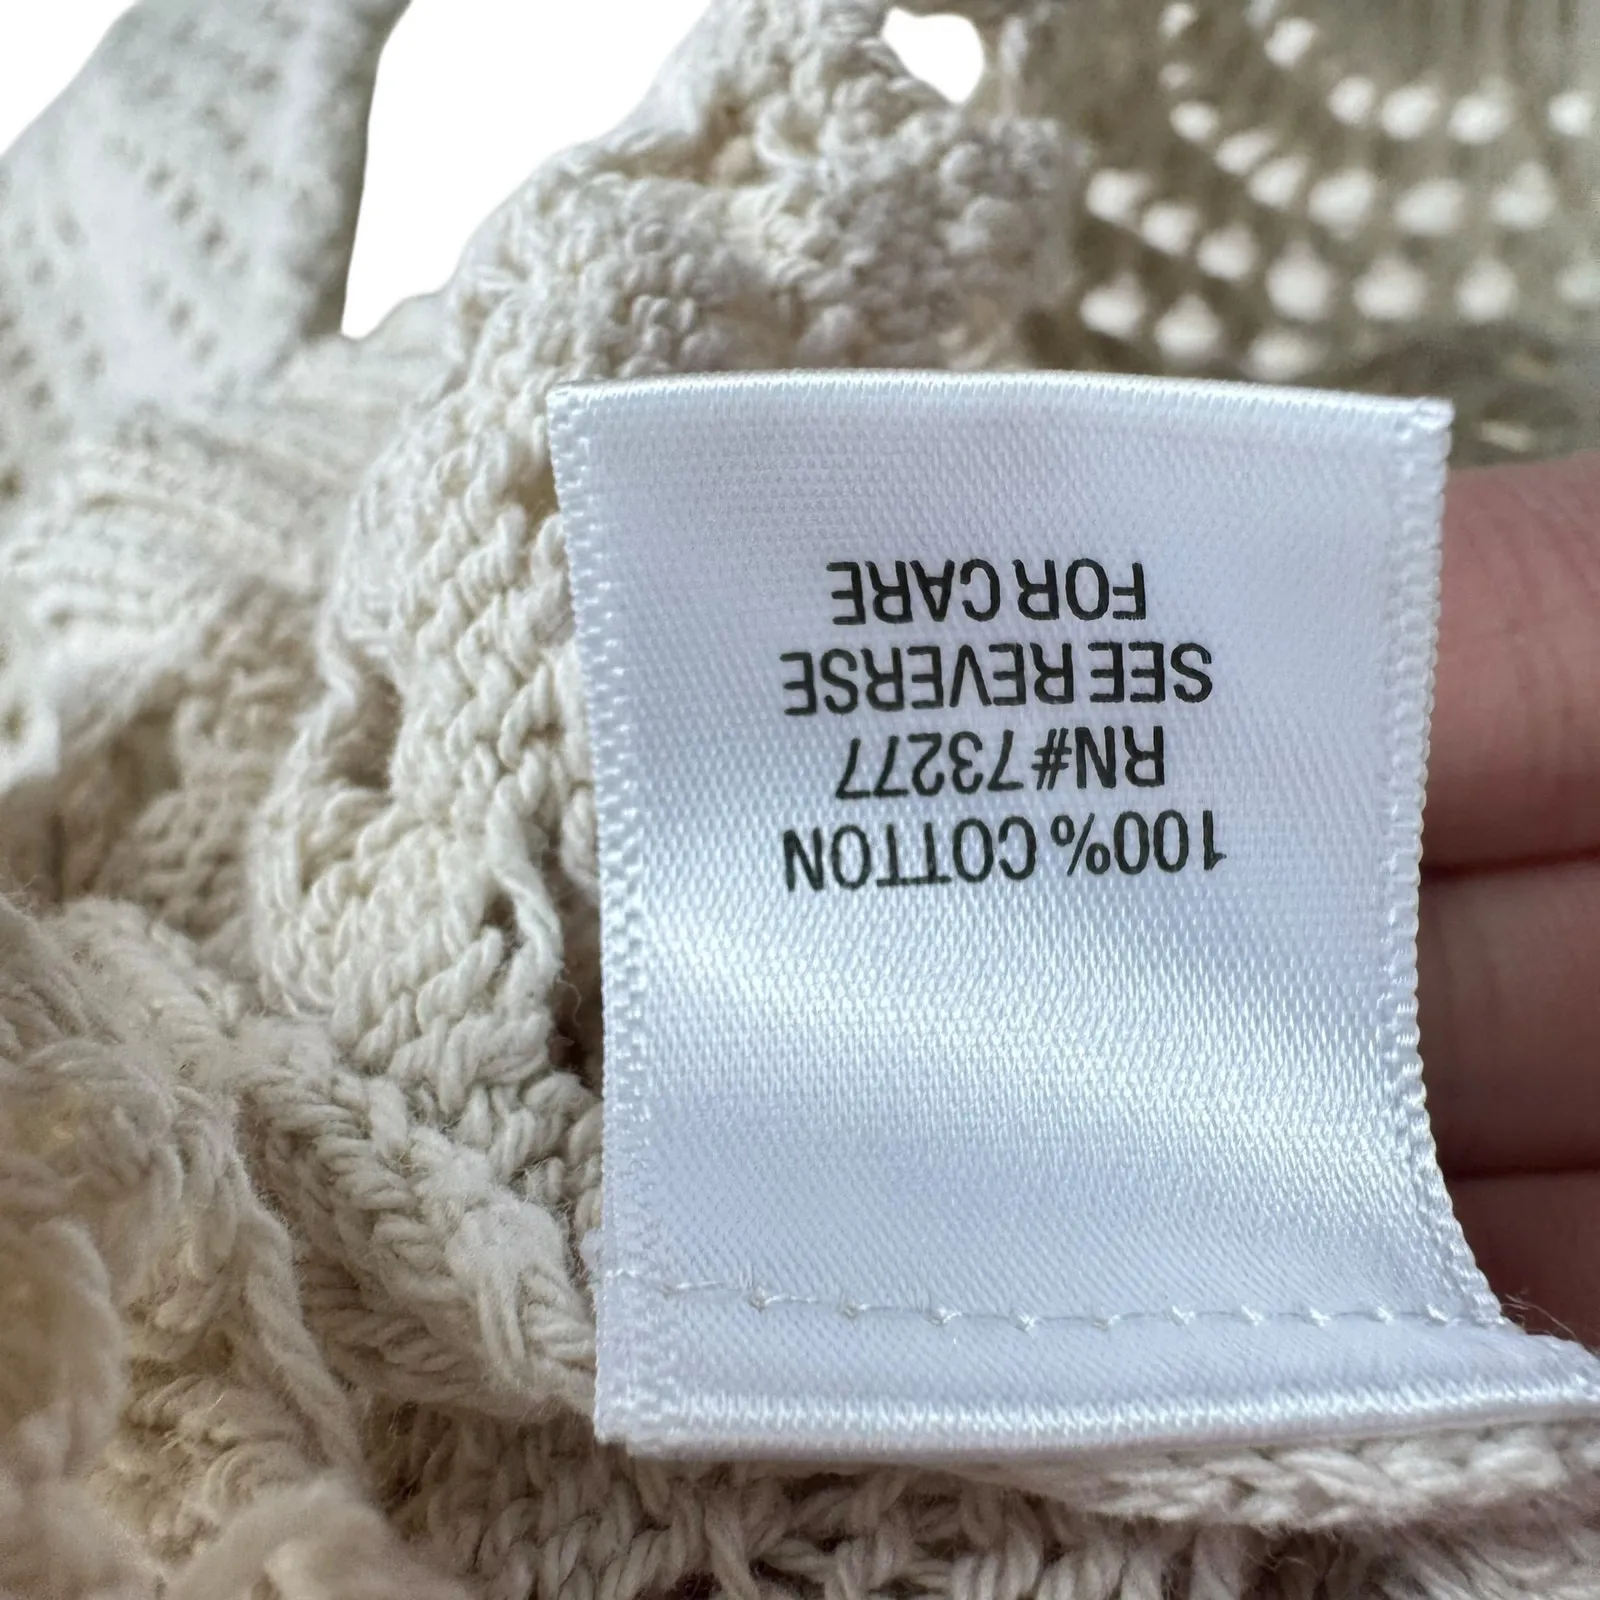 100% COTTON
RN#73277
SEE REVERSE
FOR CARE